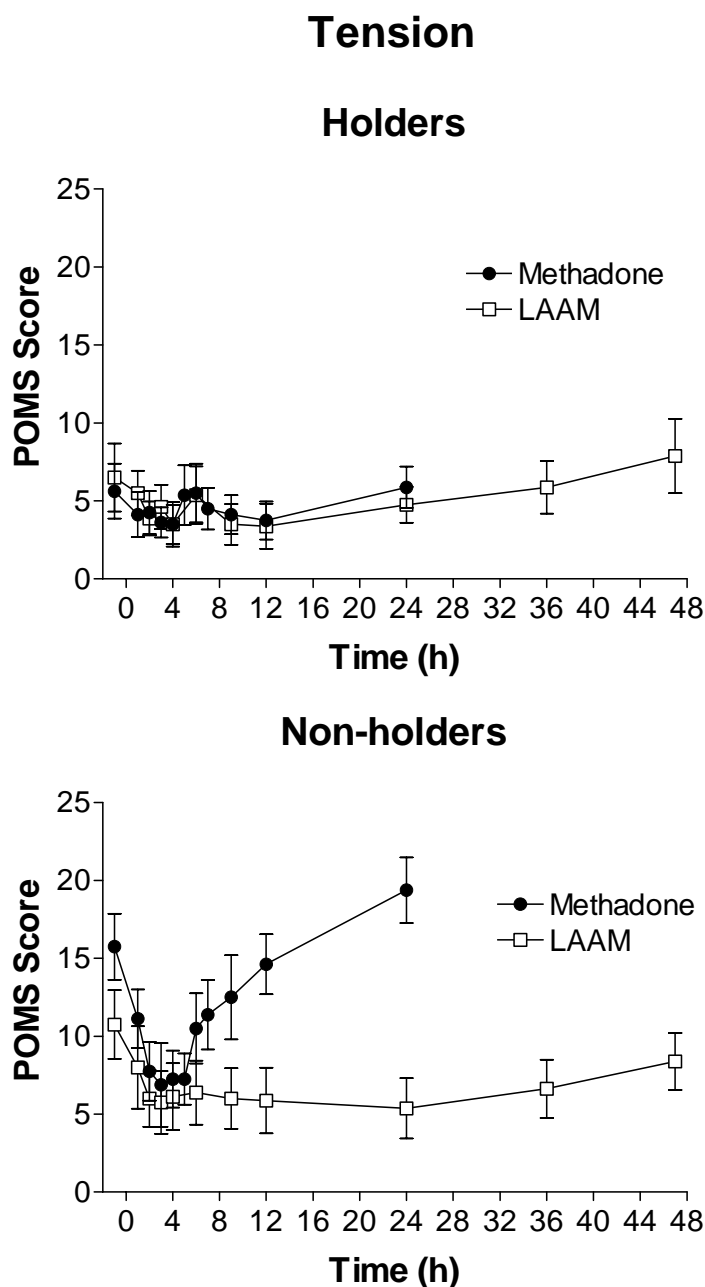 Tension
Holders
25
20
15
10
5
0
POMS Score
Methadone
LAAM
0 4 8 12 16 20 24 28 32 36 40 44 48
Time (h)
Non-holders
25
20
15
10
5
0
POMS Score
Methadone
LAAM
0 4 8 12 16 20 24 28 32 36 40 44 48
Time (h)